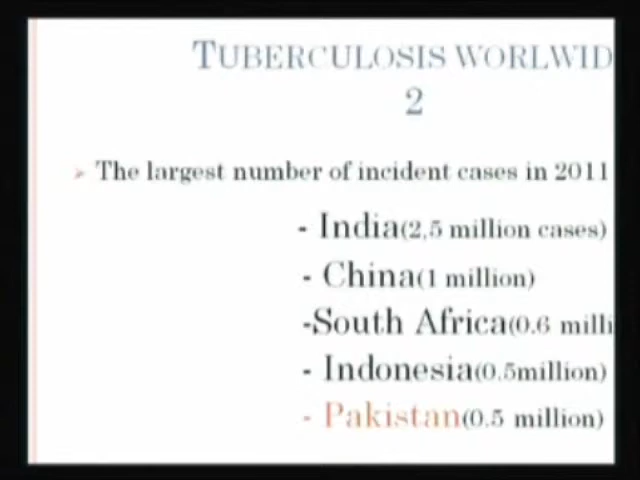 TUBERCULOSIS WORLWID
2
The largest number of incident cases in 2011
- India(2,5 million cases)
- China(1 million)
-South Africa(0.6 milli
- Indonesia(0.5million)
- Pakistan(0.5 million)